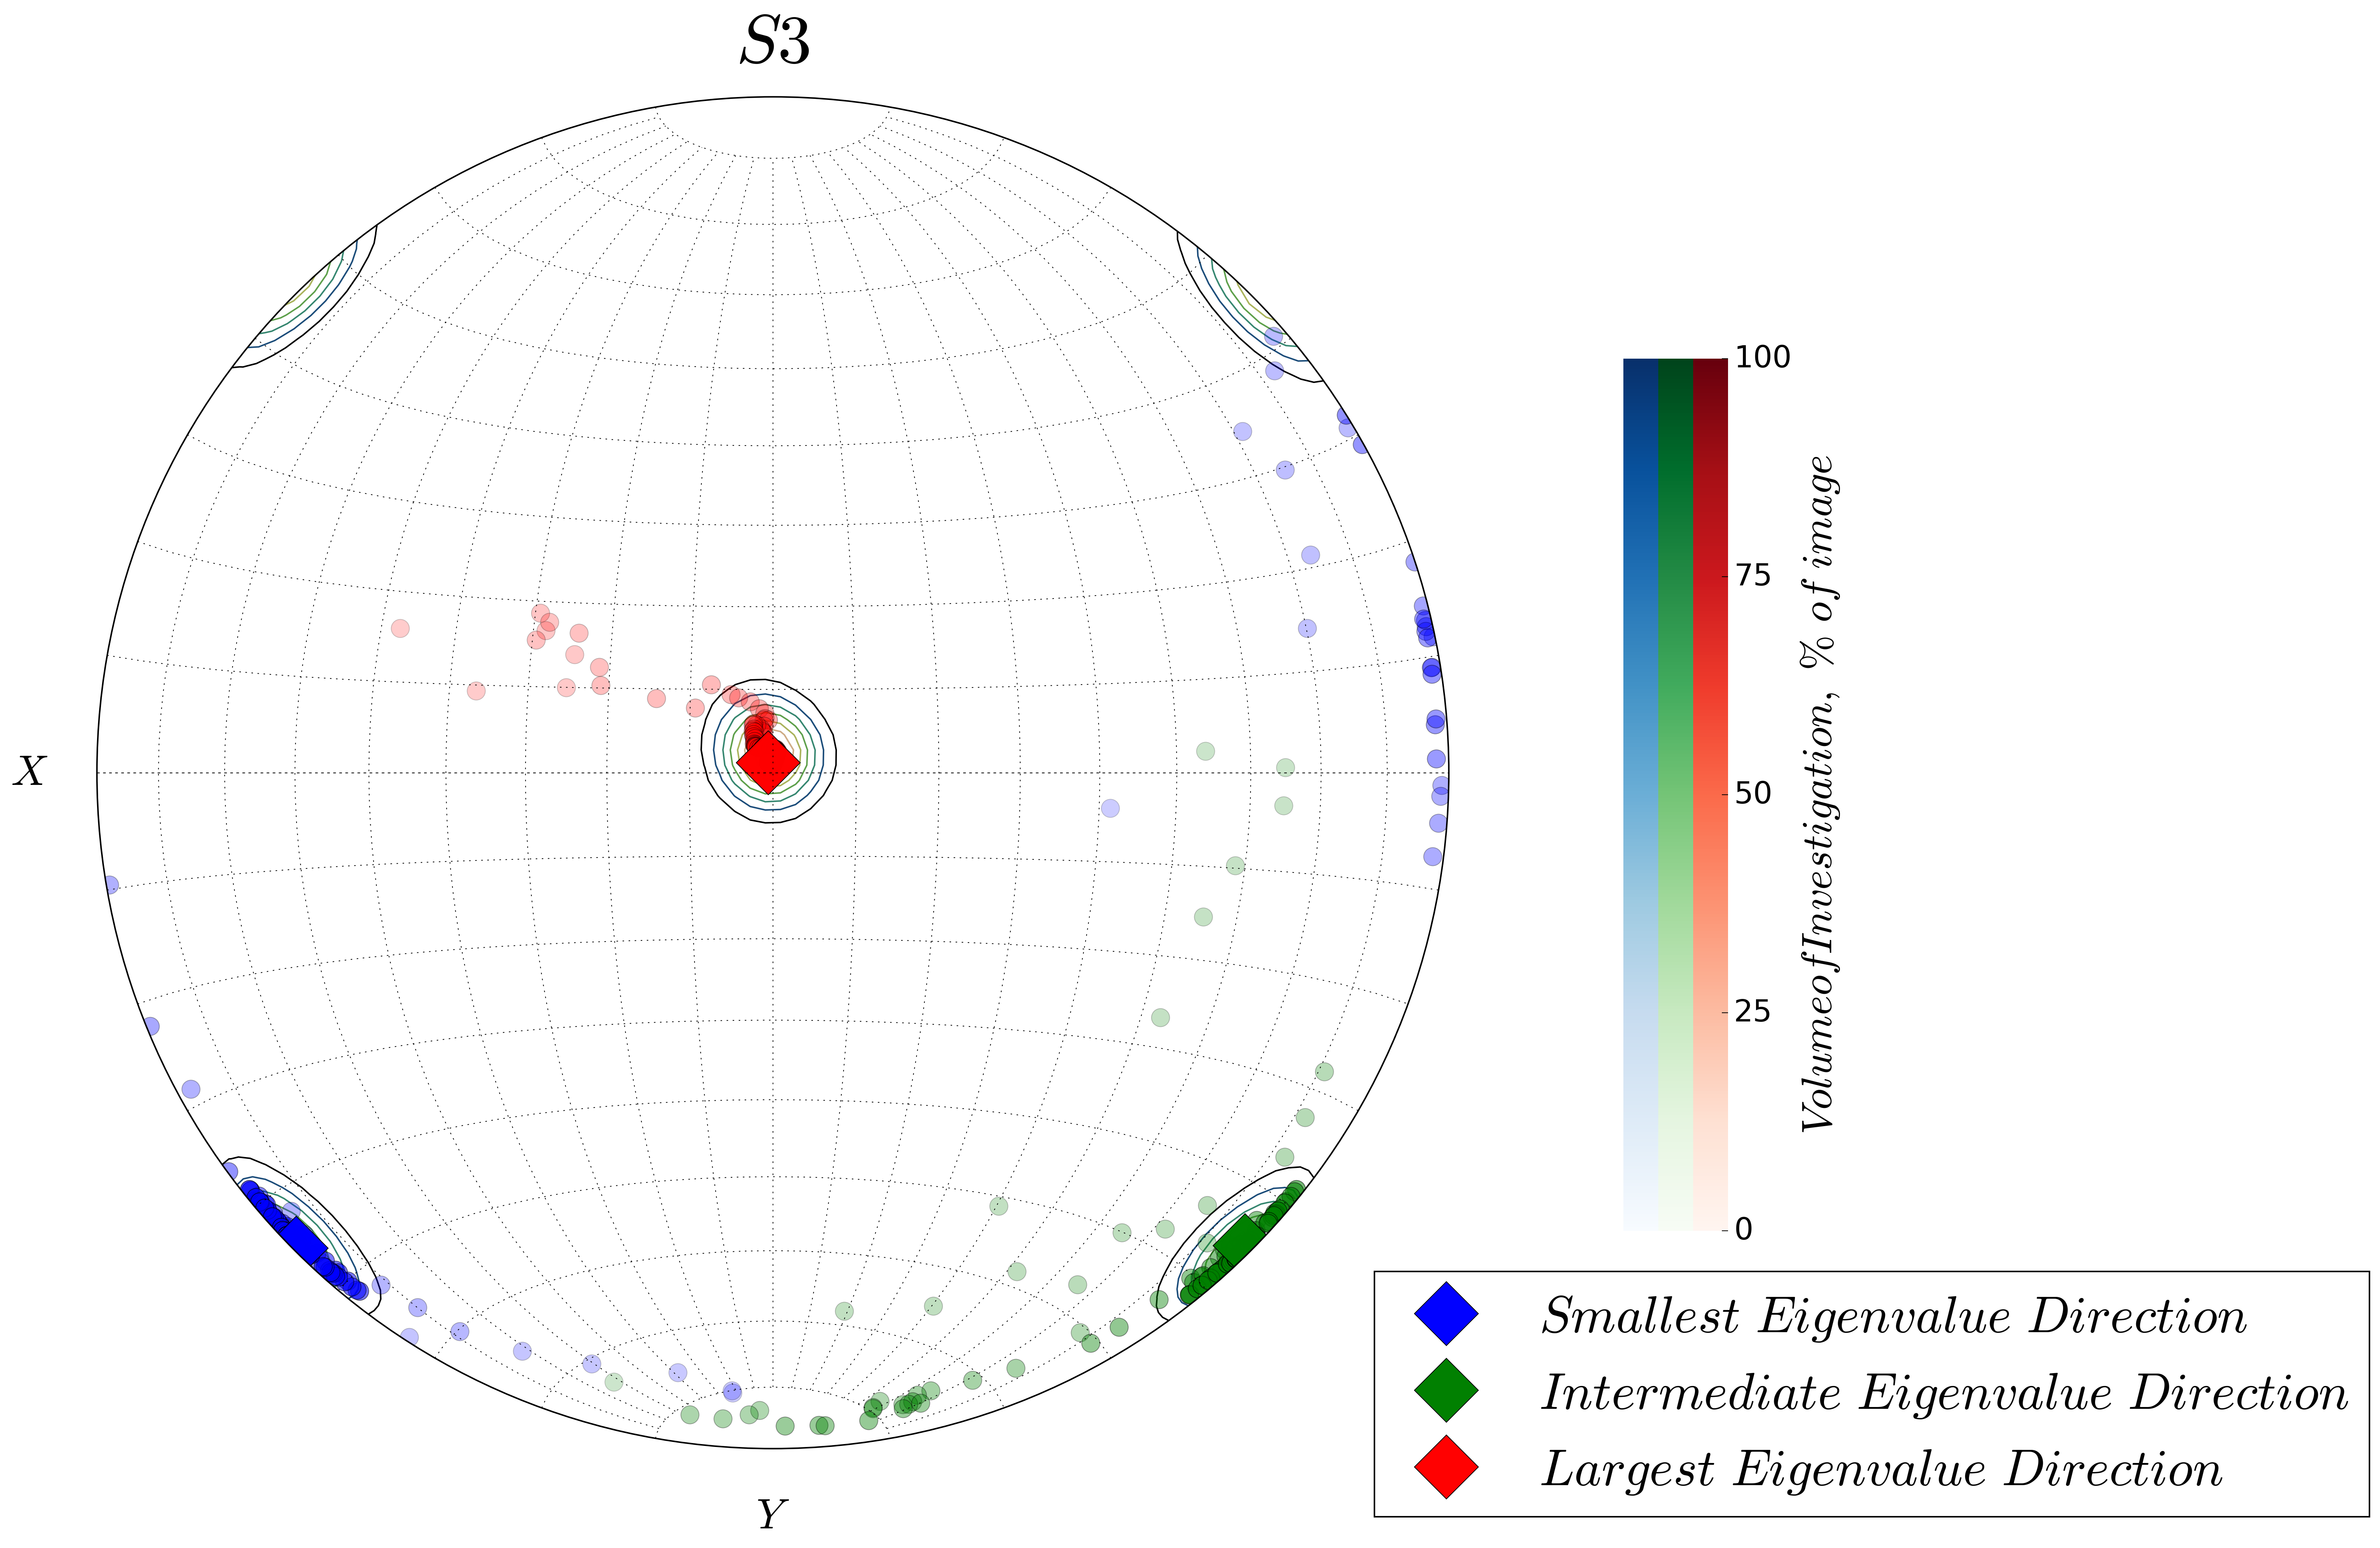 S3
X
Y
100
75
50
25
0
VolumeofInvestigation, % of image
Smallest Eigenvalue Direction
Intermediate Eigenvalue Direction
Largest Eigenvalue Direction